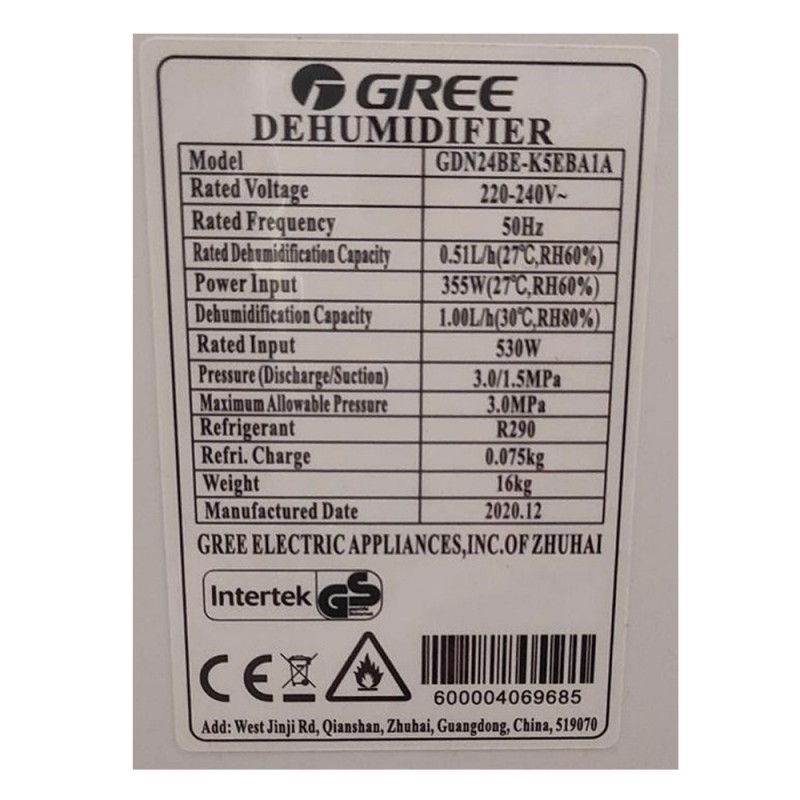 GREE
DEHUMIDIFIER
Model GDN24BE-K5EBA1A
Rated Voltage 220-240V~
Rated Frequency 50Hz
Rated Dehumidification Capacity 0.51L/h(27℃,RH60%)
Power Input 355W(27℃,RH60%)
Dehumidification Capacity 1.00L/h(30℃,RH80%)
Rated Input 530W
Pressure (Discharge/Suction) 3.0/1.5MPa
Maximum Allowable Pressure 3.0MPa
Refrigerant R290
Refri. Charge 0.075kg
Weight 16kg
Manufactured Date 2020.12
GREE ELECTRIC APPLIANCES,INC.OF ZHUHAI
Intertek GS
CE
600004069685
Add: West Jinji Rd, Qianshan, Zhuhai, Guangdong, China, 519070